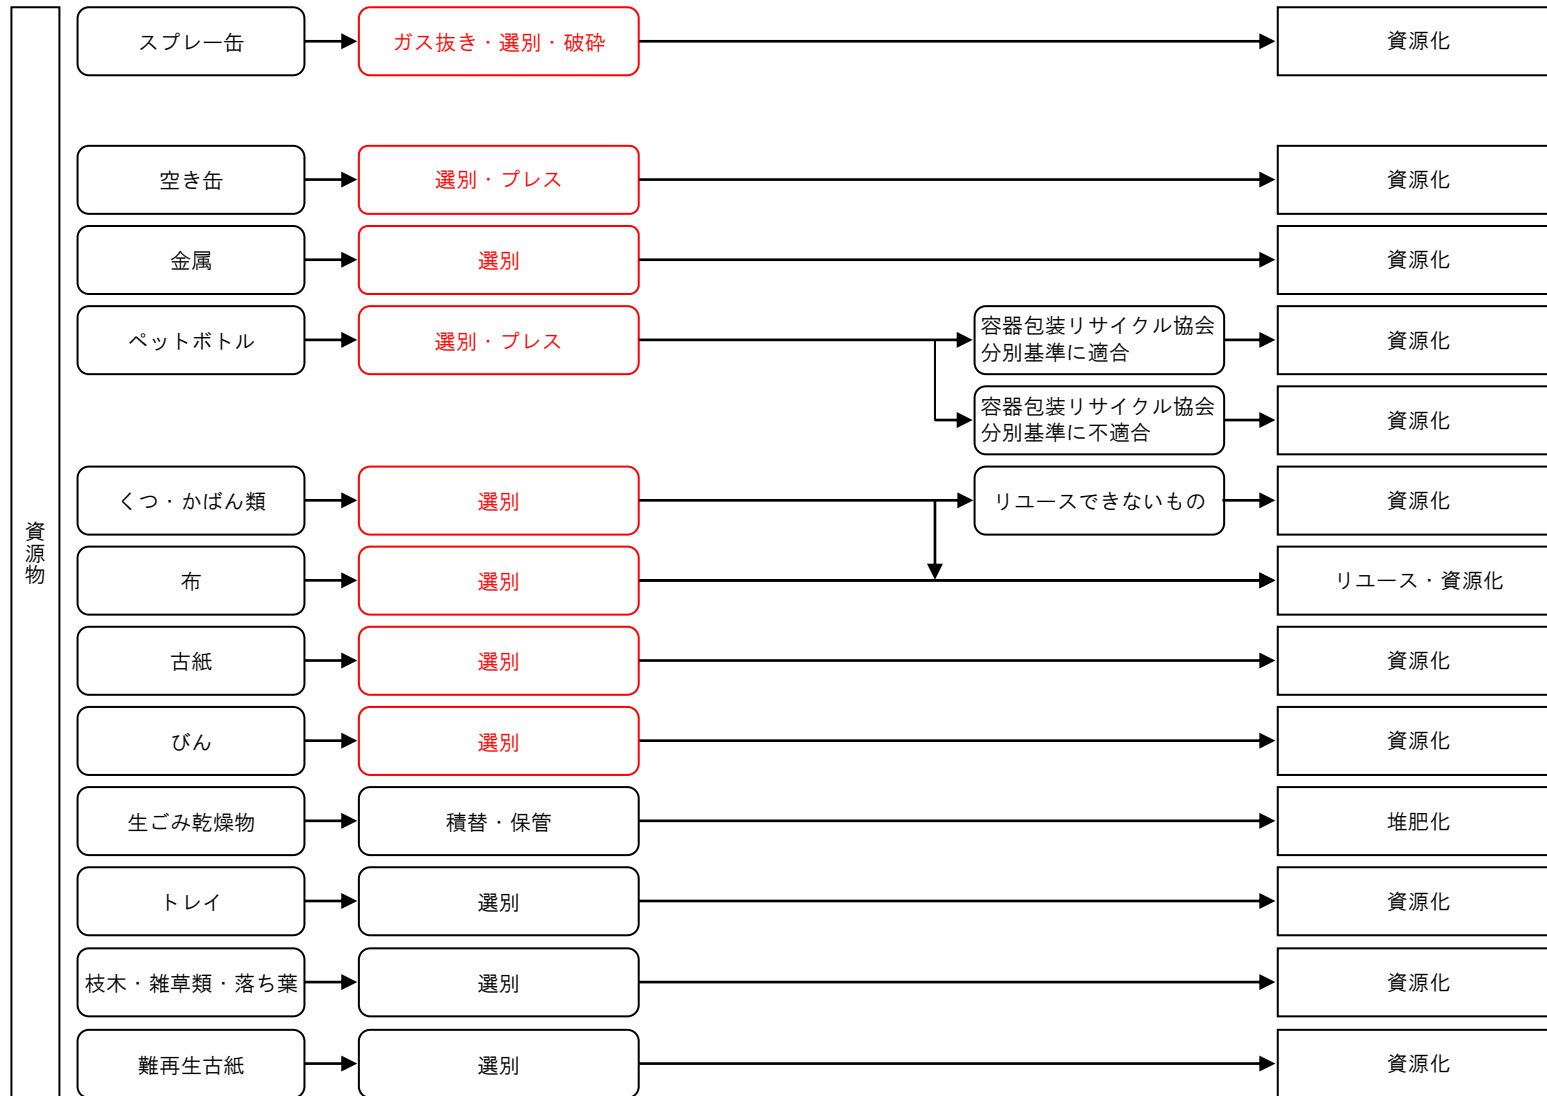 資源物
スプレー缶
ガス抜き・選別・破砕
資源化
空き缶
選別・プレス
資源化
金属
選別
資源化
ペットボトル
選別・プレス
容器包装リサイクル協会
分別基準に適合
資源化
容器包装リサイクル協会
分別基準に不適合
資源化
くつ・かばん類
選別
リユースできないもの
資源化
布
選別
リユース・資源化
古紙
選別
資源化
びん
選別
資源化
生ごみ乾燥物
積替・保管
堆肥化
トレイ
選別
資源化
枝木・雑草類・落ち葉
選別
資源化
難再生古紙
選別
資源化